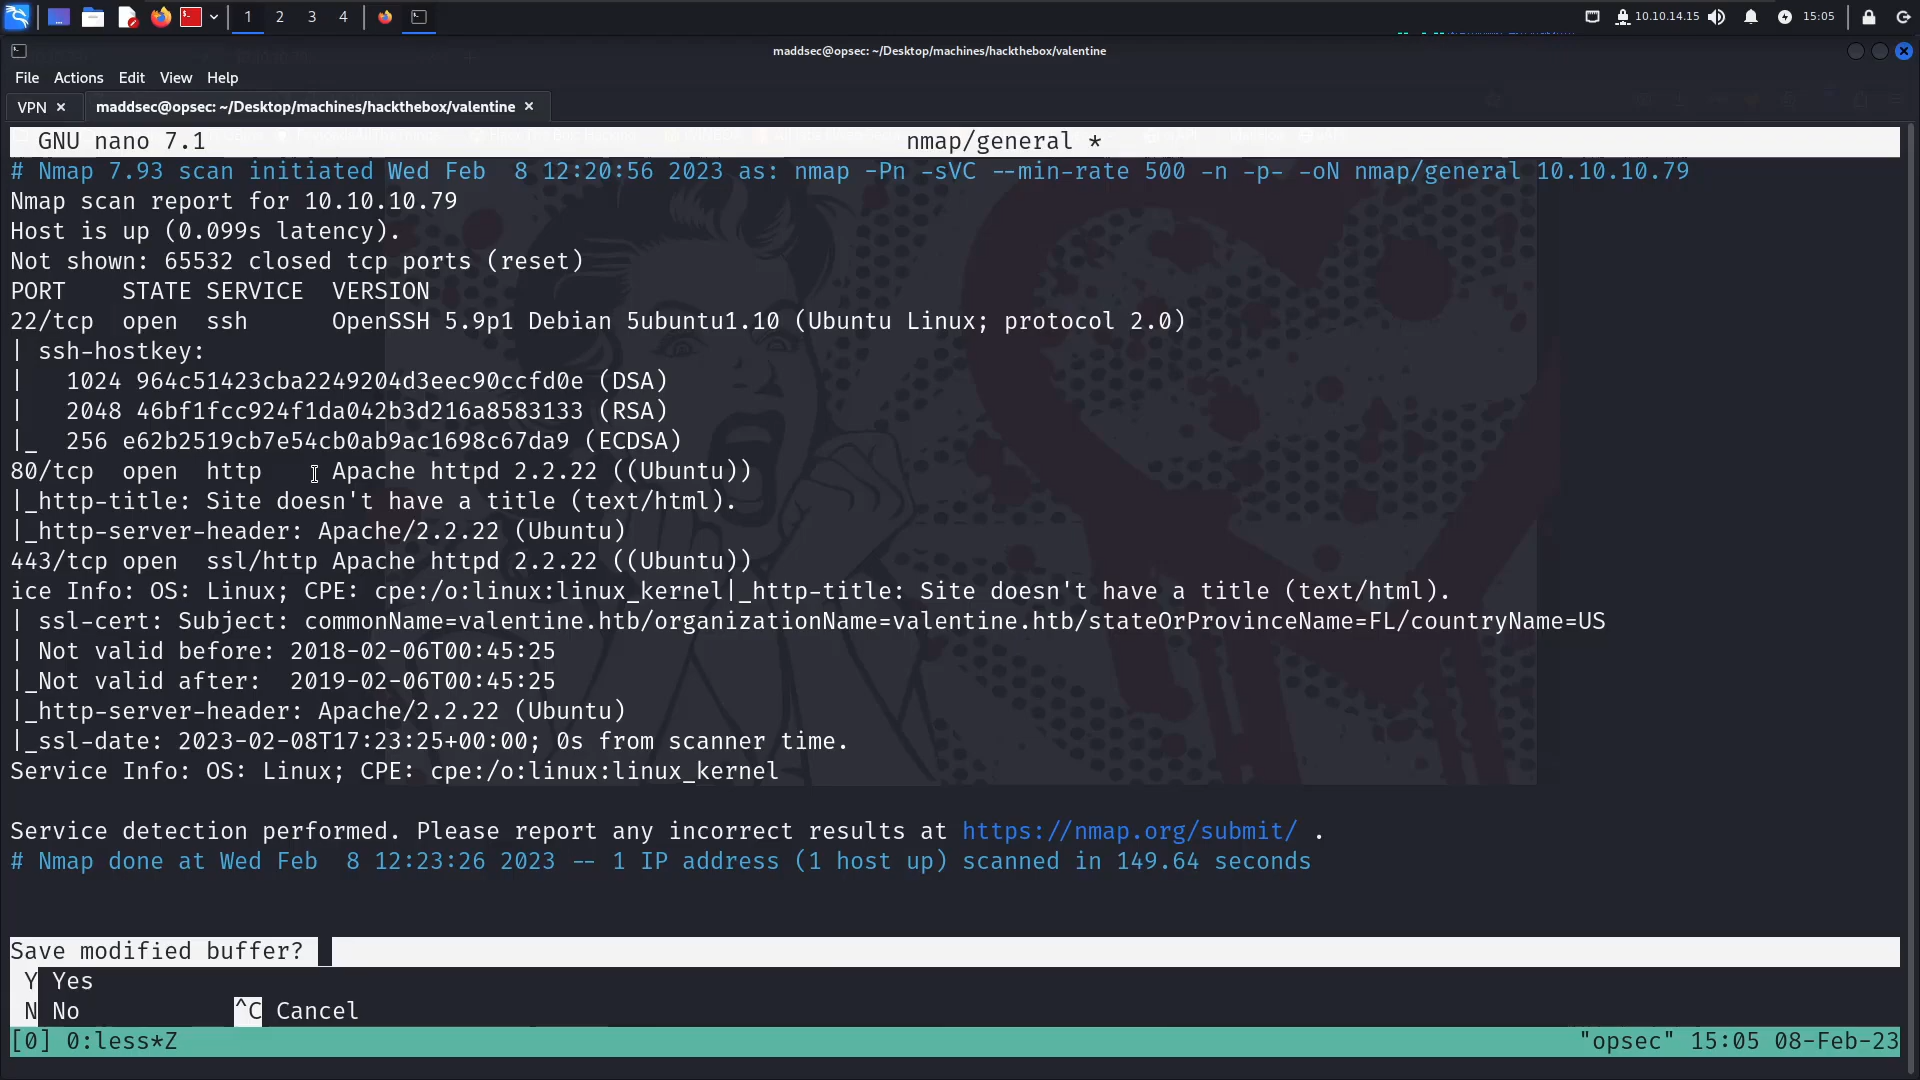 1 2 3 4 10.10.14.15 15:05
maddsec@opsec: ~/Desktop/machines/hackthebox/valentine
File Actions Edit View Help
VPN × maddsec@opsec: ~/Desktop/machines/hackthebox/valentine ×
GNU nano 7.1 nmap/general *
# Nmap 7.93 scan initiated Wed Feb  8 12:20:56 2023 as: nmap -Pn -sVC --min-rate 500 -n -p- -oN nmap/general 10.10.10.79
Nmap scan report for 10.10.10.79
Host is up (0.099s latency).
Not shown: 65532 closed tcp ports (reset)
PORT    STATE SERVICE  VERSION
22/tcp  open  ssh      OpenSSH 5.9p1 Debian 5ubuntu1.10 (Ubuntu Linux; protocol 2.0)
| ssh-hostkey:
|   1024 964c51423cba2249204d3eec90ccfd0e (DSA)
|   2048 46bf1fcc924f1da042b3d216a8583133 (RSA)
|_  256 e62b2519cb7e54cb0ab9ac1698c67da9 (ECDSA)
80/tcp  open  http     Apache httpd 2.2.22 ((Ubuntu))
|_http-title: Site doesn't have a title (text/html).
|_http-server-header: Apache/2.2.22 (Ubuntu)
443/tcp open  ssl/http Apache httpd 2.2.22 ((Ubuntu))
ice Info: OS: Linux; CPE: cpe:/o:linux:linux_kernel|_http-title: Site doesn't have a title (text/html).
| ssl-cert: Subject: commonName=valentine.htb/organizationName=valentine.htb/stateOrProvinceName=FL/countryName=US
| Not valid before: 2018-02-06T00:45:25
|_Not valid after:  2019-02-06T00:45:25
|_http-server-header: Apache/2.2.22 (Ubuntu)
|_ssl-date: 2023-02-08T17:23:25+00:00; 0s from scanner time.
Service Info: OS: Linux; CPE: cpe:/o:linux:linux_kernel
Service detection performed. Please report any incorrect results at https://nmap.org/submit/ .
# Nmap done at Wed Feb  8 12:23:26 2023 -- 1 IP address (1 host up) scanned in 149.64 seconds
Save modified buffer?
Y Yes
N No ^C Cancel
[0] 0:less*Z "opsec" 15:05 08-Feb-23